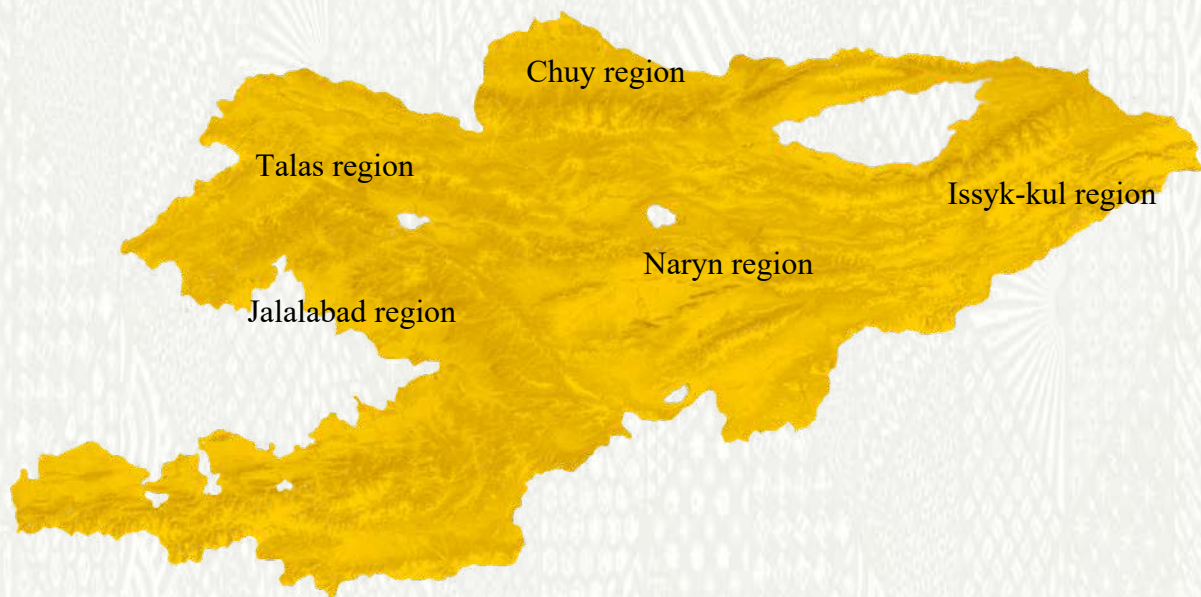 Chuy region
Talas region
Issyk-kul region
Naryn region
Jalalabad region